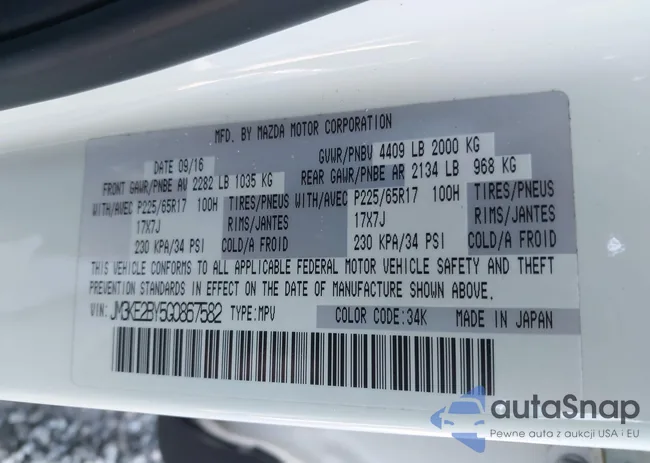 MFD. BY MAZDA MOTOR CORPORATION
DATE 09/16 GVWR/PNBV 4409 LB 2000 KG
FRONT GAWR/PNBE AV 2282 LB 1035 KG REAR GAWR/PNBE AR 2134 LB 968 KG
WITH/AVEC P225/65R17 100H TIRES/PNEUS WITH/AVEC P225/65R17 100H TIRES/PNEUS
17X7J RIMS/JANTES 17X7J RIMS/JANTES
230 KPA/34 PSI COLD/A FROID 230 KPA/34 PSI COLD/A FROID
THIS VEHICLE CONFORMS TO ALL APPLICABLE FEDERAL MOTOR VEHICLE SAFETY AND THEFT
PREVENTION STANDARDS IN EFFECT ON THE DATE OF MANUFACTURE SHOWN ABOVE.
VIN: JM3KE2BY5G0867582 TYPE:MPV COLOR CODE:34K MADE IN JAPAN
autaSnap
Pewne auta z aukcji USA i EU